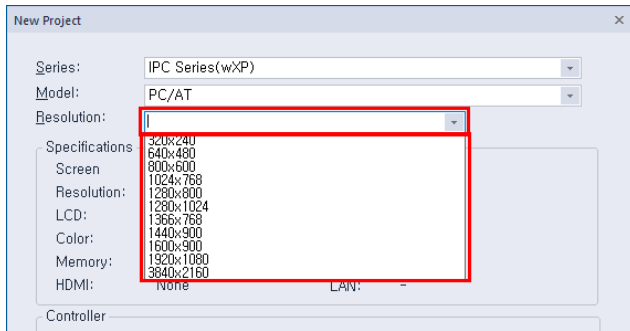 New Project
Series: IPC Series(wXP)
Model: PC/AT
Resolution:
320x240
Specifications
640x480
Screen 800x600
1024x768
Resolution: 1280x800
1280x1024
LCD: 1366x768
Color: 1440x900
1600x900
Memory: 1920x1080
3840x2160
HDMI: None LAN: -
Controller